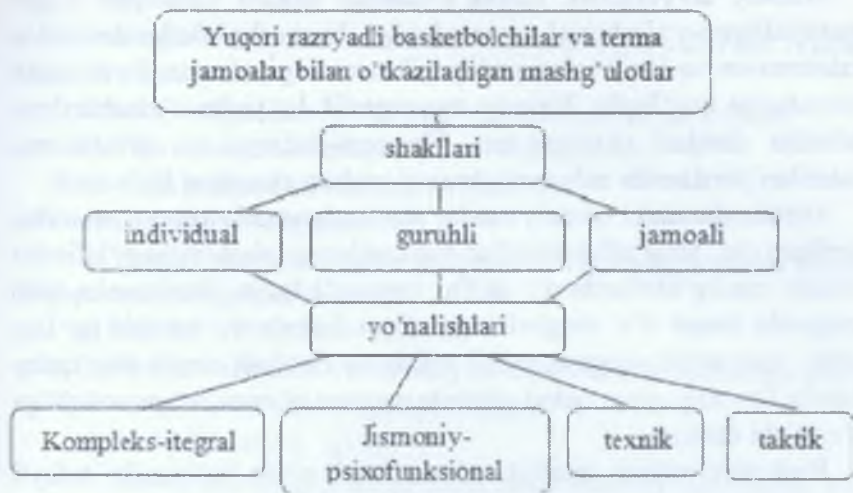 Yuqori razryadli basketbolchilar va terma
jamoalar bilan o'tkaziladigan mashg'ulotlar
shakllari
individual
guruhli
jamoali
yo'nalishlari
Kompleks-itegral
Jismoniy-
psixofunksional
texnik
taktik